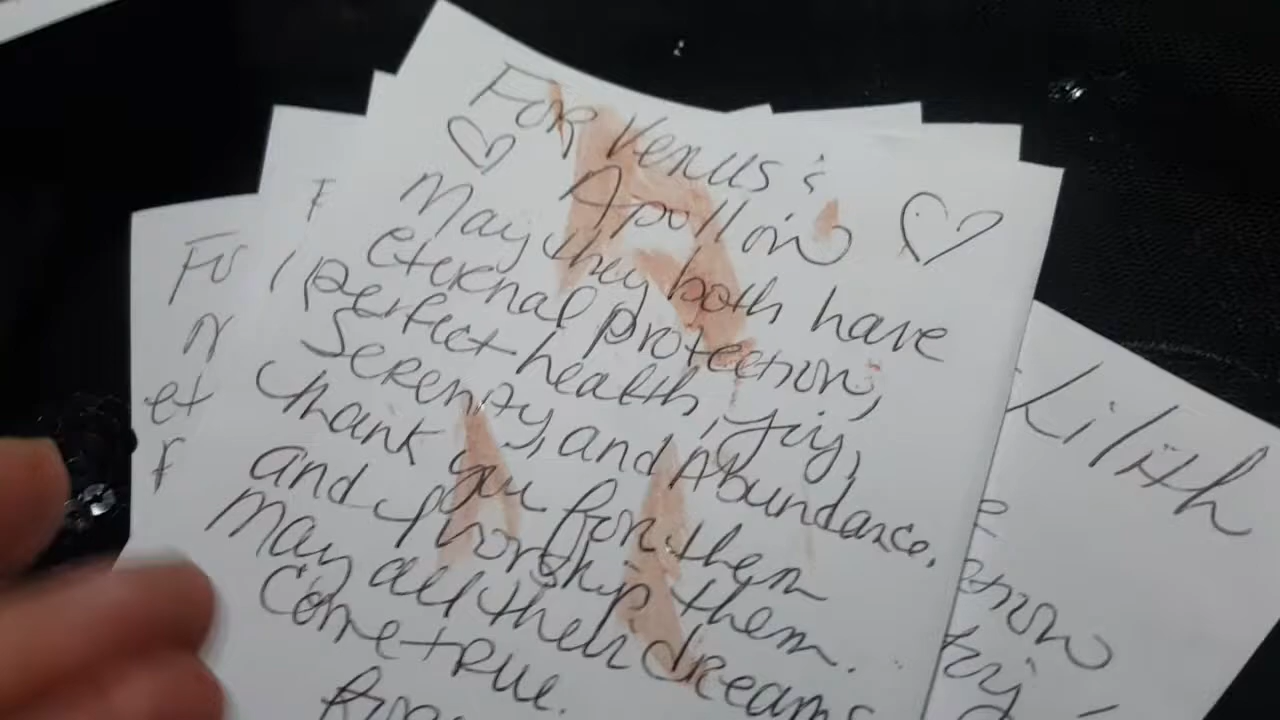 For Venus &
Apollon
May they both have
eternal protection,
perfect health, joy,
Serenity, and Abundance.
Thank you for them
and worship them.
May all their dreams
Come true.
Lilith